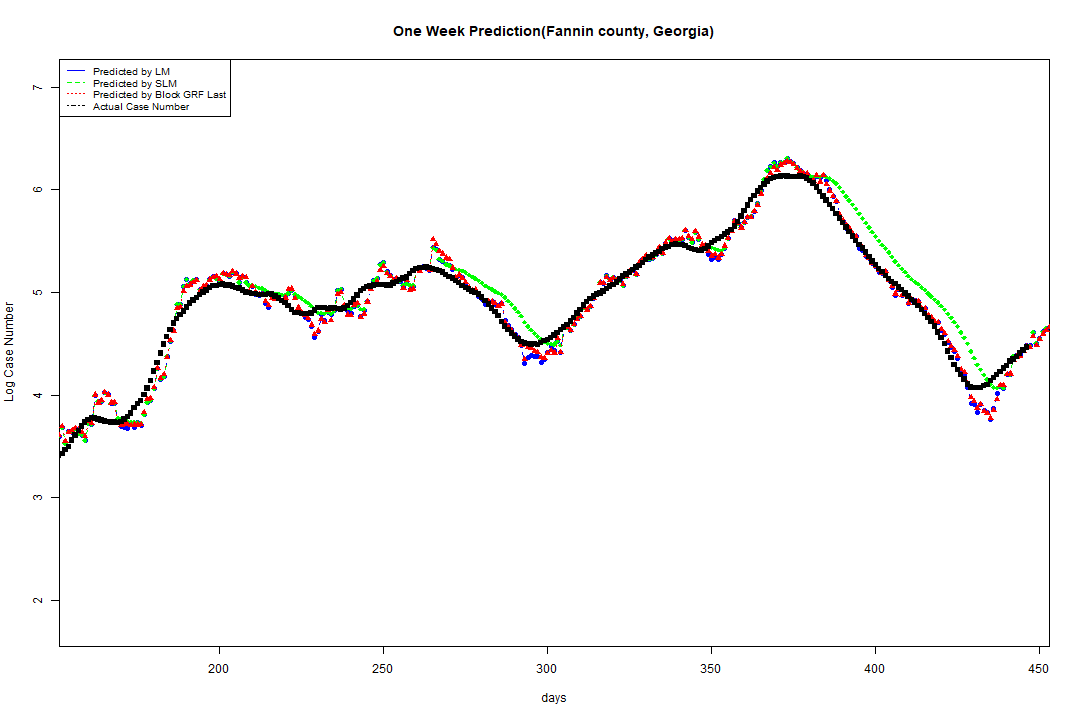 One Week Prediction(Fannin county, Georgia)
Predicted by LM
Predicted by SLM
Predicted by Block GRF Last
Actual Case Number
7
6
5
4
3
2
Log Case Number
200 250 300 350 400 450
days